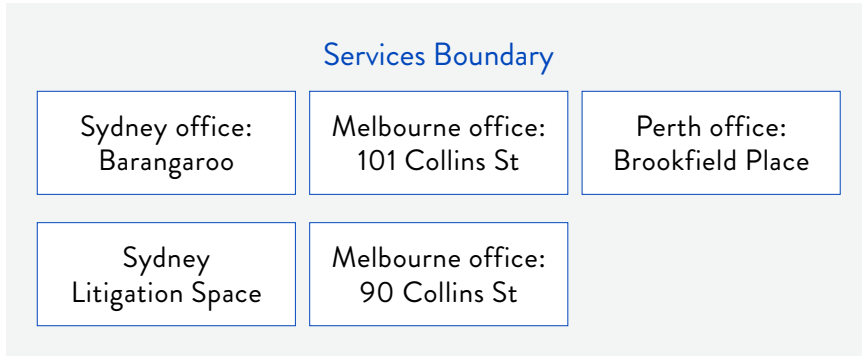 Services Boundary
Sydney office:
Barangaroo
Melbourne office:
101 Collins St
Perth office:
Brookfield Place
Sydney
Litigation Space
Melbourne office:
90 Collins St